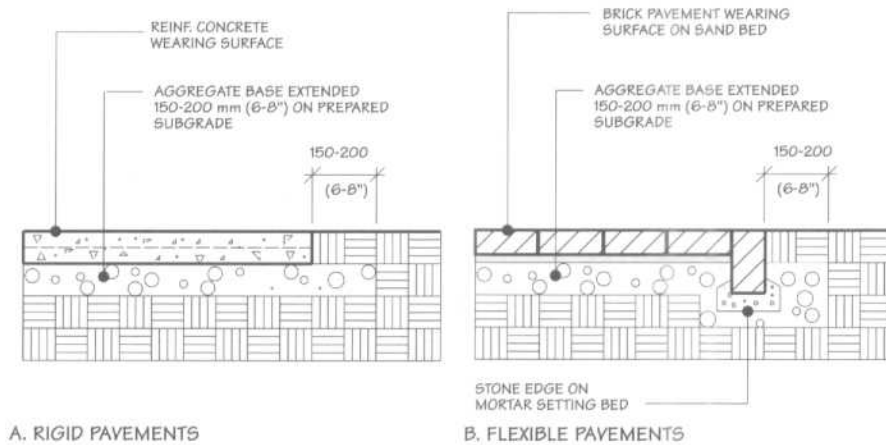 REINF. CONCRETE
WEARING SURFACE
AGGREGATE BASE EXTENDED
150-200 mm (6-8") ON PREPARED
SUBGRADE
150-200
(6-8")
A. RIGID PAVEMENTS
BRICK PAVEMENT WEARING
SURFACE ON SAND BED
AGGREGATE BASE EXTENDED
150-200 mm (6-8") ON PREPARED
SUBGRADE
150-200
(6-8")
STONE EDGE ON
MORTAR SETTING BED
B. FLEXIBLE PAVEMENTS